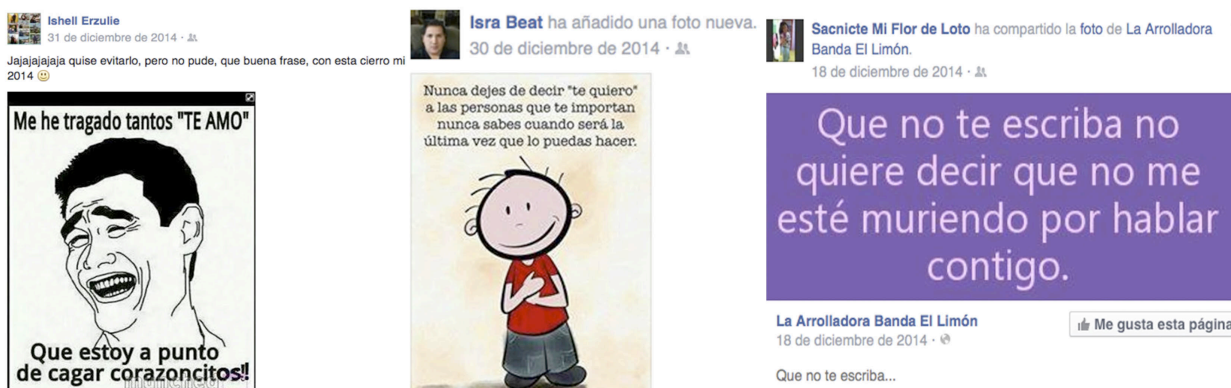 Ishell Erzulie
31 de diciembre de 2014 ·
Jajajajajaja quise evitarlo, pero no pude, que buena frase, con esta cierro mi
2014
Me he tragado tantos "TE AMO"
Que estoy a punto
de cagar corazoncitos!!
Isra Beat ha añadido una foto nueva.
30 de diciembre de 2014 ·
Nunca dejes de decir "te quiero"
a las personas que te importan
nunca sabes cuando será la
última vez que lo puedas hacer.
Sacnicte Mi Flor de Loto ha compartido la foto de La Arrolladora
Banda El Limón.
18 de diciembre de 2014 ·
Que no te escriba no
quiere decir que no me
esté muriendo por hablar
contigo.
La Arrolladora Banda El Limón
18 de diciembre de 2014 ·
Me gusta esta página
Que no te escriba...